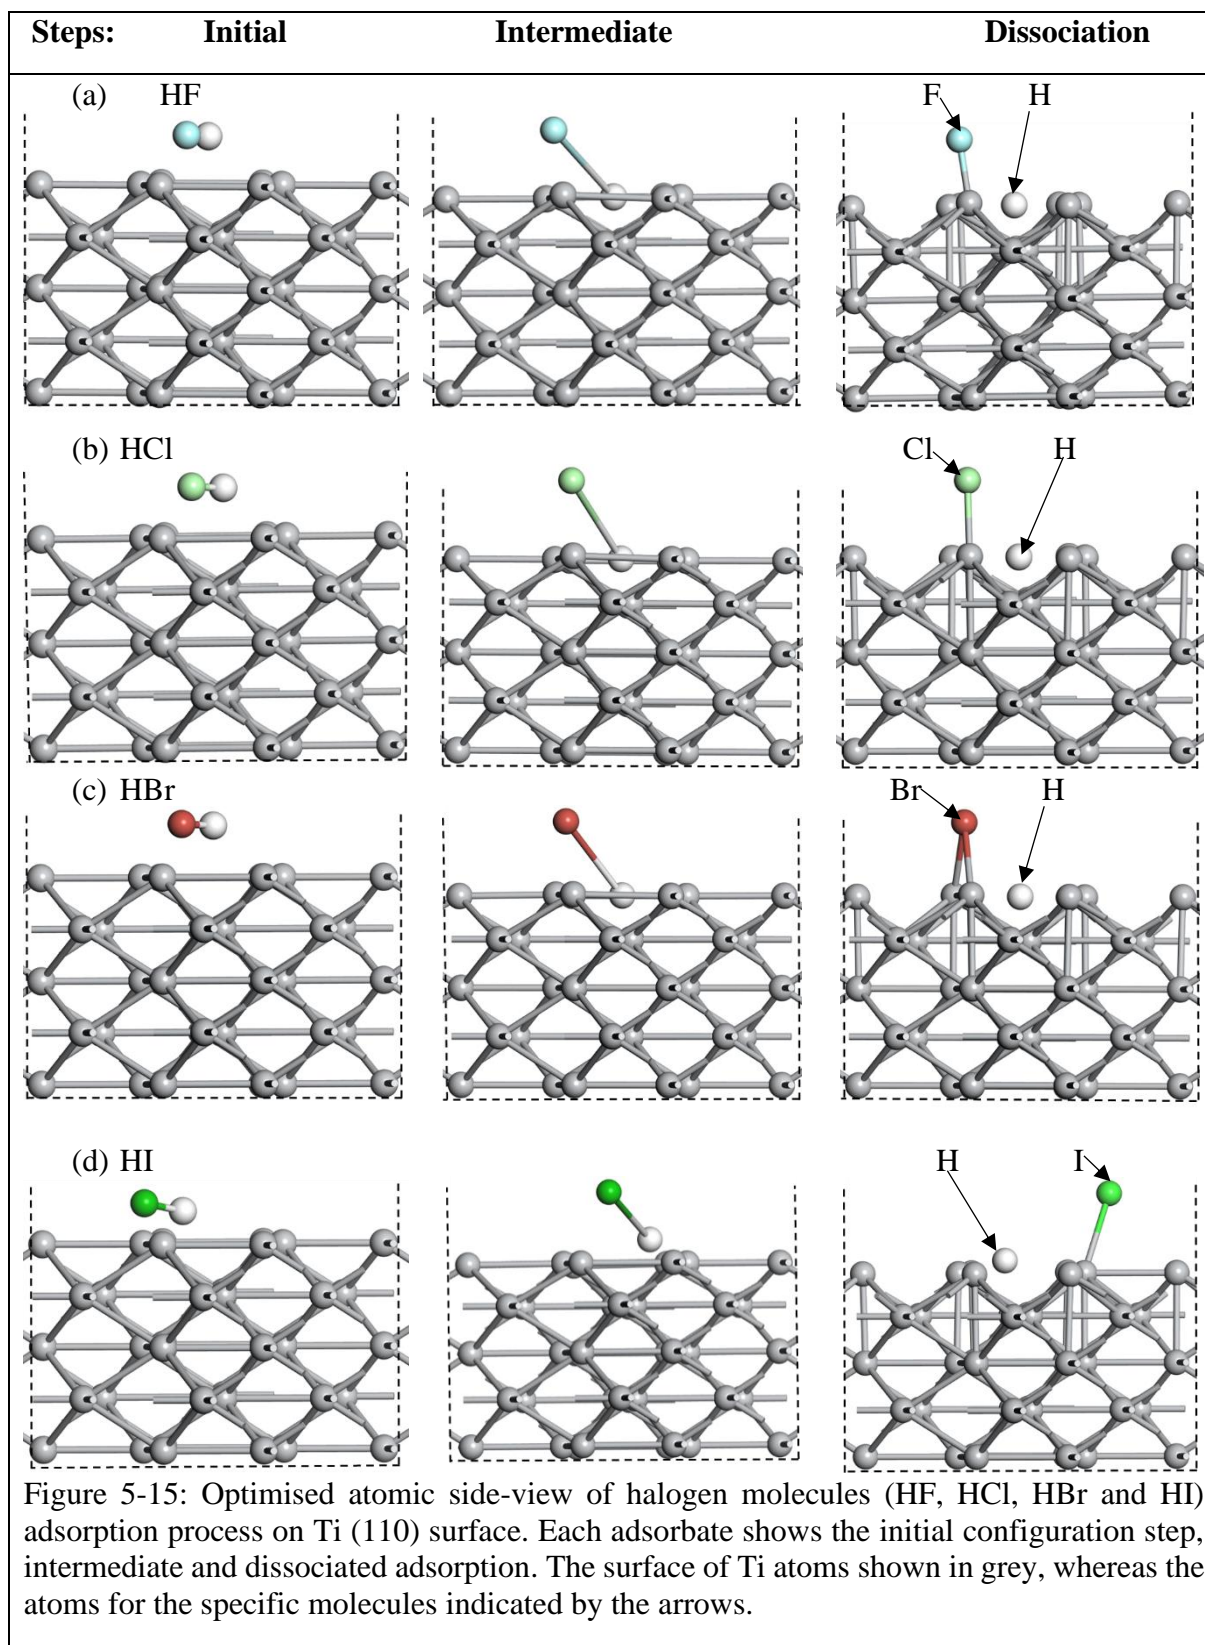 Steps: Initial Intermediate Dissociation
(a) HF F H
(b) HCl Cl H
(c) HBr Br H
(d) HI H I
Figure 5-15: Optimised atomic side-view of halogen molecules (HF, HCl, HBr and HI)
adsorption process on Ti (110) surface. Each adsorbate shows the initial configuration step,
intermediate and dissociated adsorption. The surface of Ti atoms shown in grey, whereas the
atoms for the specific molecules indicated by the arrows.